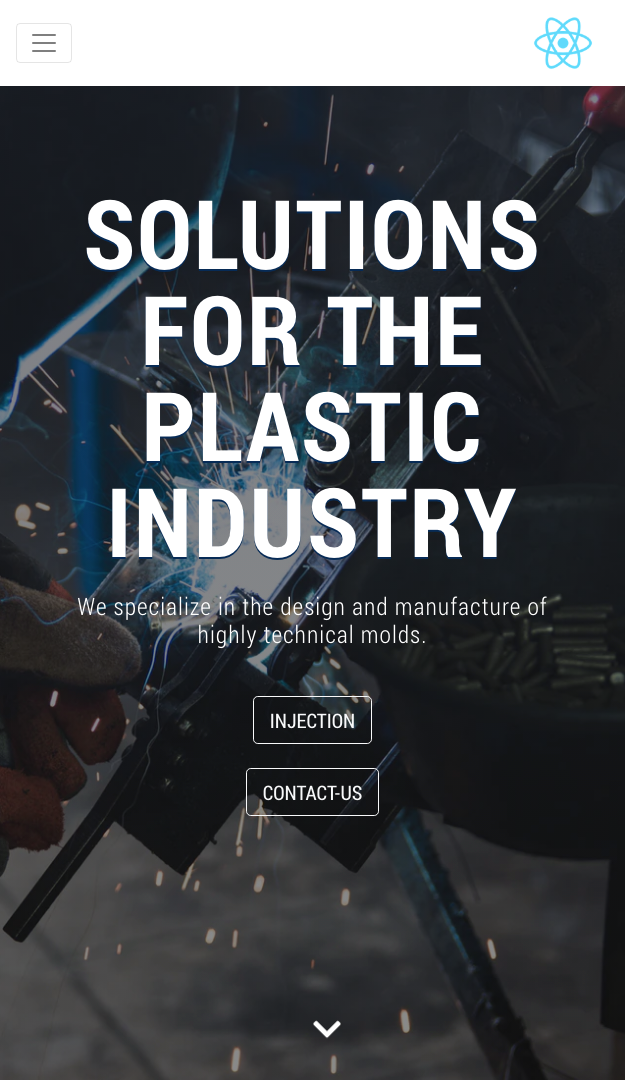 SOLUTIONS
FOR THE
PLASTIC
INDUSTRY
We specialize in the design and manufacture of
highly technical molds.
INJECTION
CONTACT-US